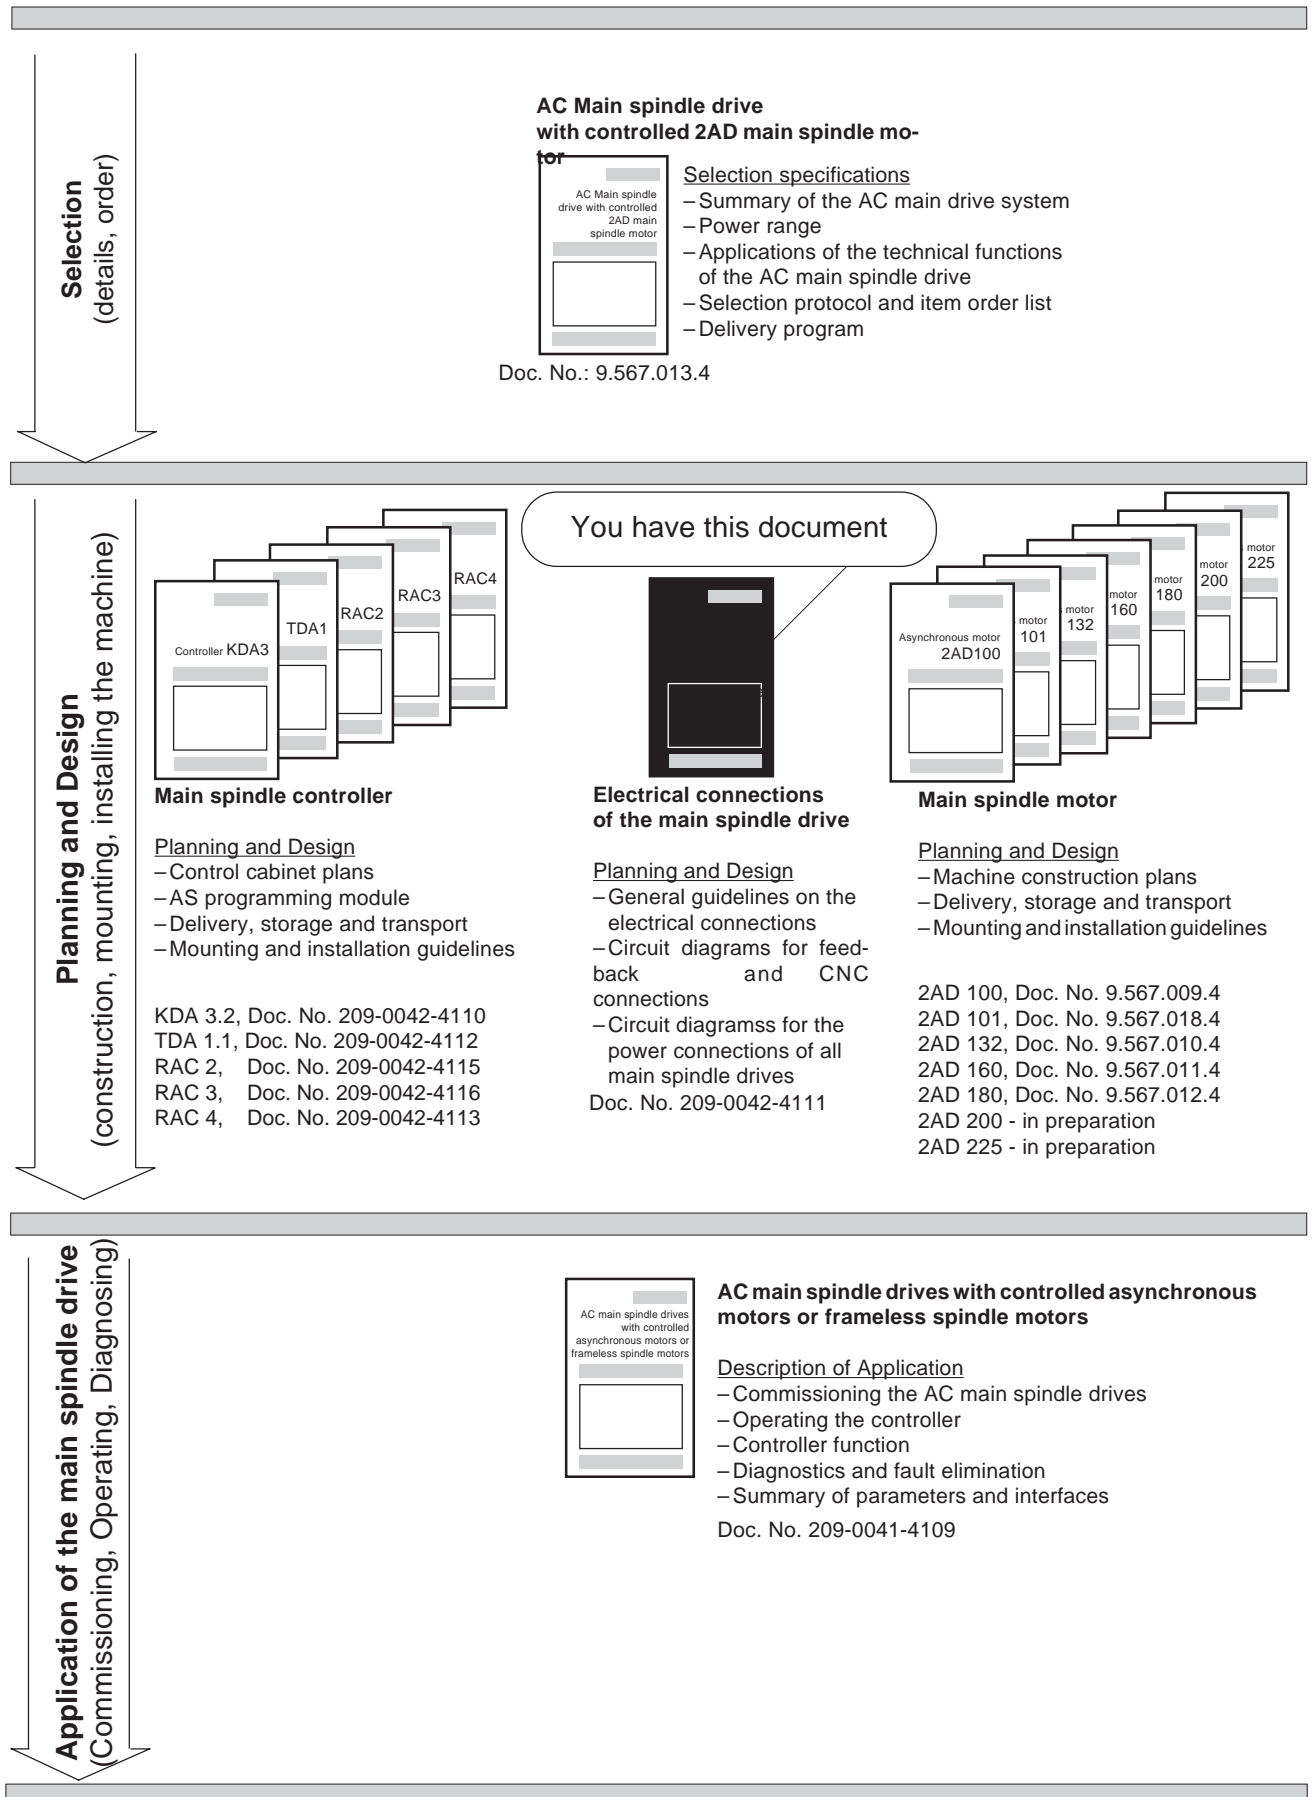 Selection
(details, order)
AC Main spindle drive
with controlled 2AD main spindle mo-
tor
AC Main spindle
drive with controlled
2AD main
spindle motor
Selection specifications
–Summary of the AC main drive system
–Power range
–Applications of the technical functions
of the AC main spindle drive
–Selection protocol and item order list
–Delivery program
Doc. No.: 9.567.013.4
Planning and Design
(construction, mounting, installing the machine)
Controller KDA3
TDA1
RAC2
RAC3
RAC4
Main spindle controller
Planning and Design
–Control cabinet plans
–AS programming module
–Delivery, storage and transport
–Mounting and installation guidelines
KDA 3.2, Doc. No. 209-0042-4110
TDA 1.1, Doc. No. 209-0042-4112
RAC 2, Doc. No. 209-0042-4115
RAC 3, Doc. No. 209-0042-4116
RAC 4, Doc. No. 209-0042-4113
You have this document
Electrical connections
of the main spindle drive
Planning and Design
–General guidelines on the
electrical connections
–Circuit diagrams for feed-
back and CNC
connections
–Circuit diagramss for the
power connections of all
main spindle drives
Doc. No. 209-0042-4111
Asynchronous motor
2AD100
motor
101
motor
132
motor
160
motor
180
motor
200
motor
225
Main spindle motor
Planning and Design
–Machine construction plans
–Delivery, storage and transport
–Mounting and installation guidelines
2AD 100, Doc. No. 9.567.009.4
2AD 101, Doc. No. 9.567.018.4
2AD 132, Doc. No. 9.567.010.4
2AD 160, Doc. No. 9.567.011.4
2AD 180, Doc. No. 9.567.012.4
2AD 200 - in preparation
2AD 225 - in preparation
Application of the main spindle drive
(Commissioning, Operating, Diagnosing)
AC main spindle drives
with controlled
asynchronous motors or
frameless spindle motors
AC main spindle drives with controlled asynchronous
motors or frameless spindle motors
Description of Application
–Commissioning the AC main spindle drives
–Operating the controller
–Controller function
–Diagnostics and fault elimination
–Summary of parameters and interfaces
Doc. No. 209-0041-4109